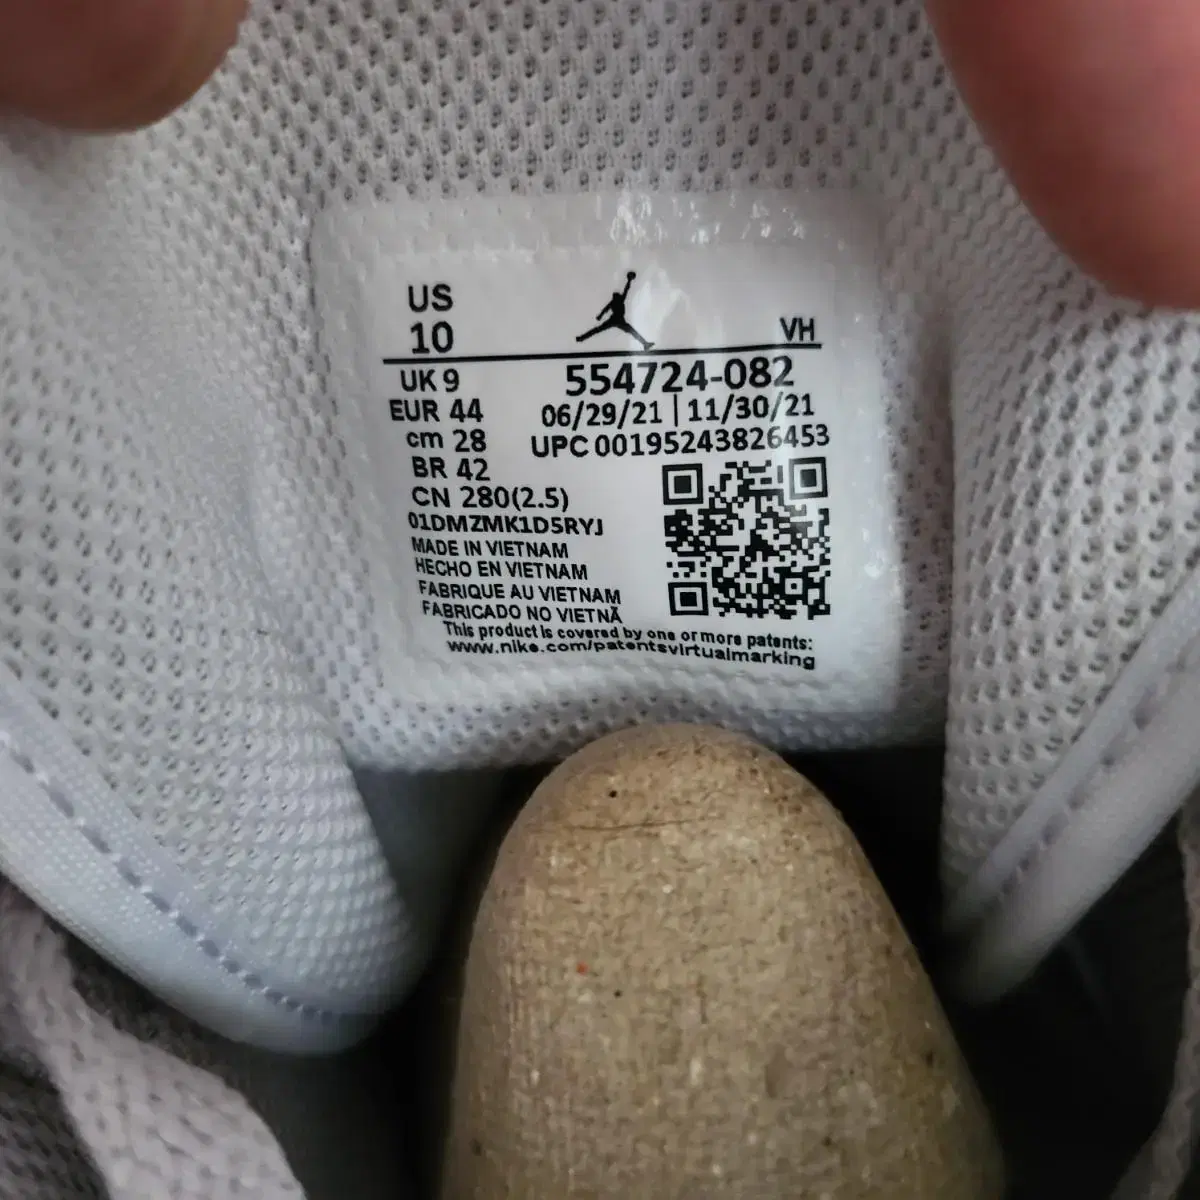 US
10
VH
UK 9
554724-082
EUR 44
06/29/21 | 11/30/21
cm 28
UPC 00195243826453
BR 42
CN 280(2.5)
01DMZMK1D5RYJ
MADE IN VIETNAM
HECHO EN VIETNAM
FABRIQUE AU VIETNAM
FABRICADO NO VIETNÃ
This product is covered by one or more patents:
www.nike.com/patentsvirtualmarking